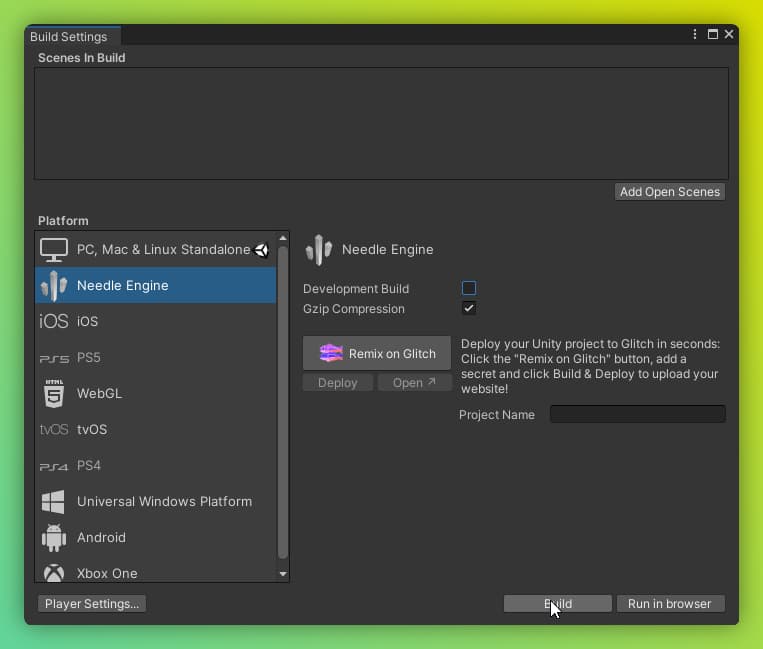 Build Settings
Scenes In Build
Add Open Scenes
Platform
PC, Mac & Linux Standalone
Needle Engine
iOS iOS
PS5 PS5
HTML 5 WebGL
tvOS tvOS
PS4 PS4
Universal Windows Platform
Android
Xbox One
Needle Engine
Development Build
Gzip Compression
Remix on Glitch
Deploy
Open ↗
Deploy your Unity project to Glitch in seconds:
Click the "Remix on Glitch" button, add a
secret and click Build & Deploy to upload your
website!
Project Name
Player Settings...
Build
Run in browser